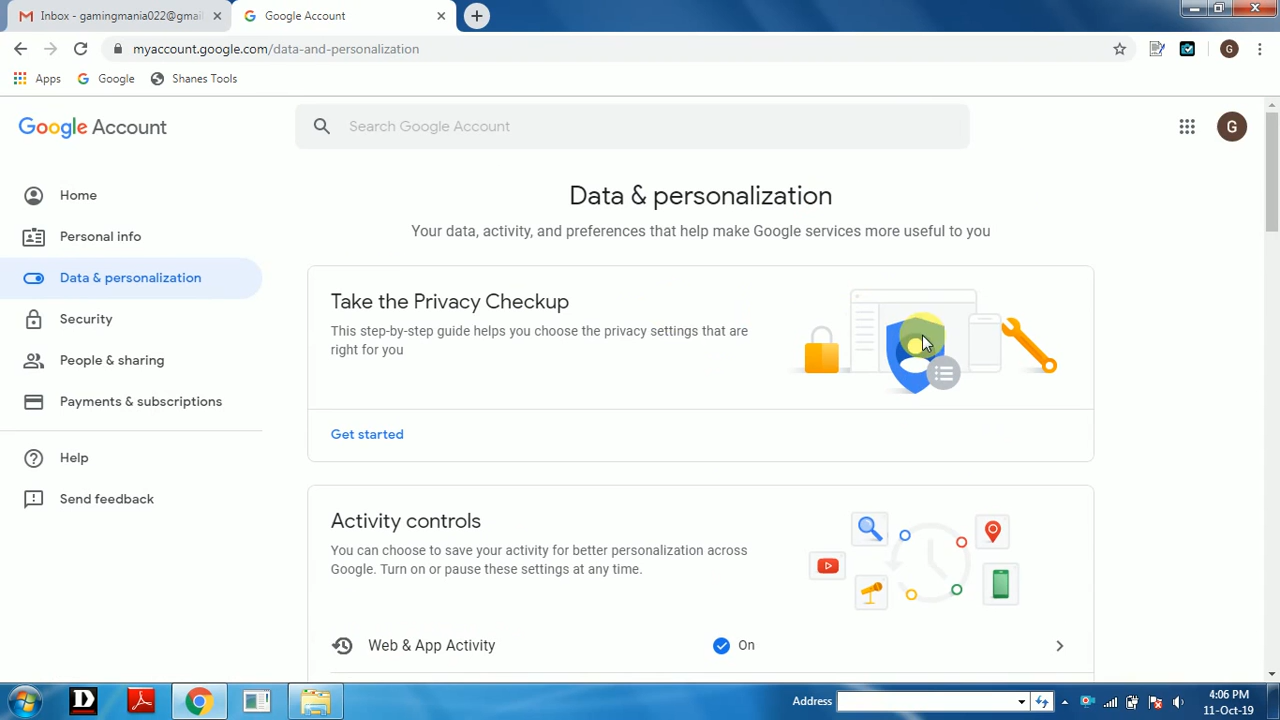 Inbox - gamingmania022@gmai
Google Account
myaccount.google.com/data-and-personalization
G
Apps
Google
Shanes Tools
Google Account
Search Google Account
G
Home
Personal info
Data & personalization
Security
People & sharing
Payments & subscriptions
Help
Send feedback
Data & personalization
Your data, activity, and preferences that help make Google services more useful to you
Take the Privacy Checkup
This step-by-step guide helps you choose the privacy settings that are
right for you
Get started
Activity controls
You can choose to save your activity for better personalization across
Google. Turn on or pause these settings at any time.
Web & App Activity
On
D
Address
4:06 PM
11-Oct-19